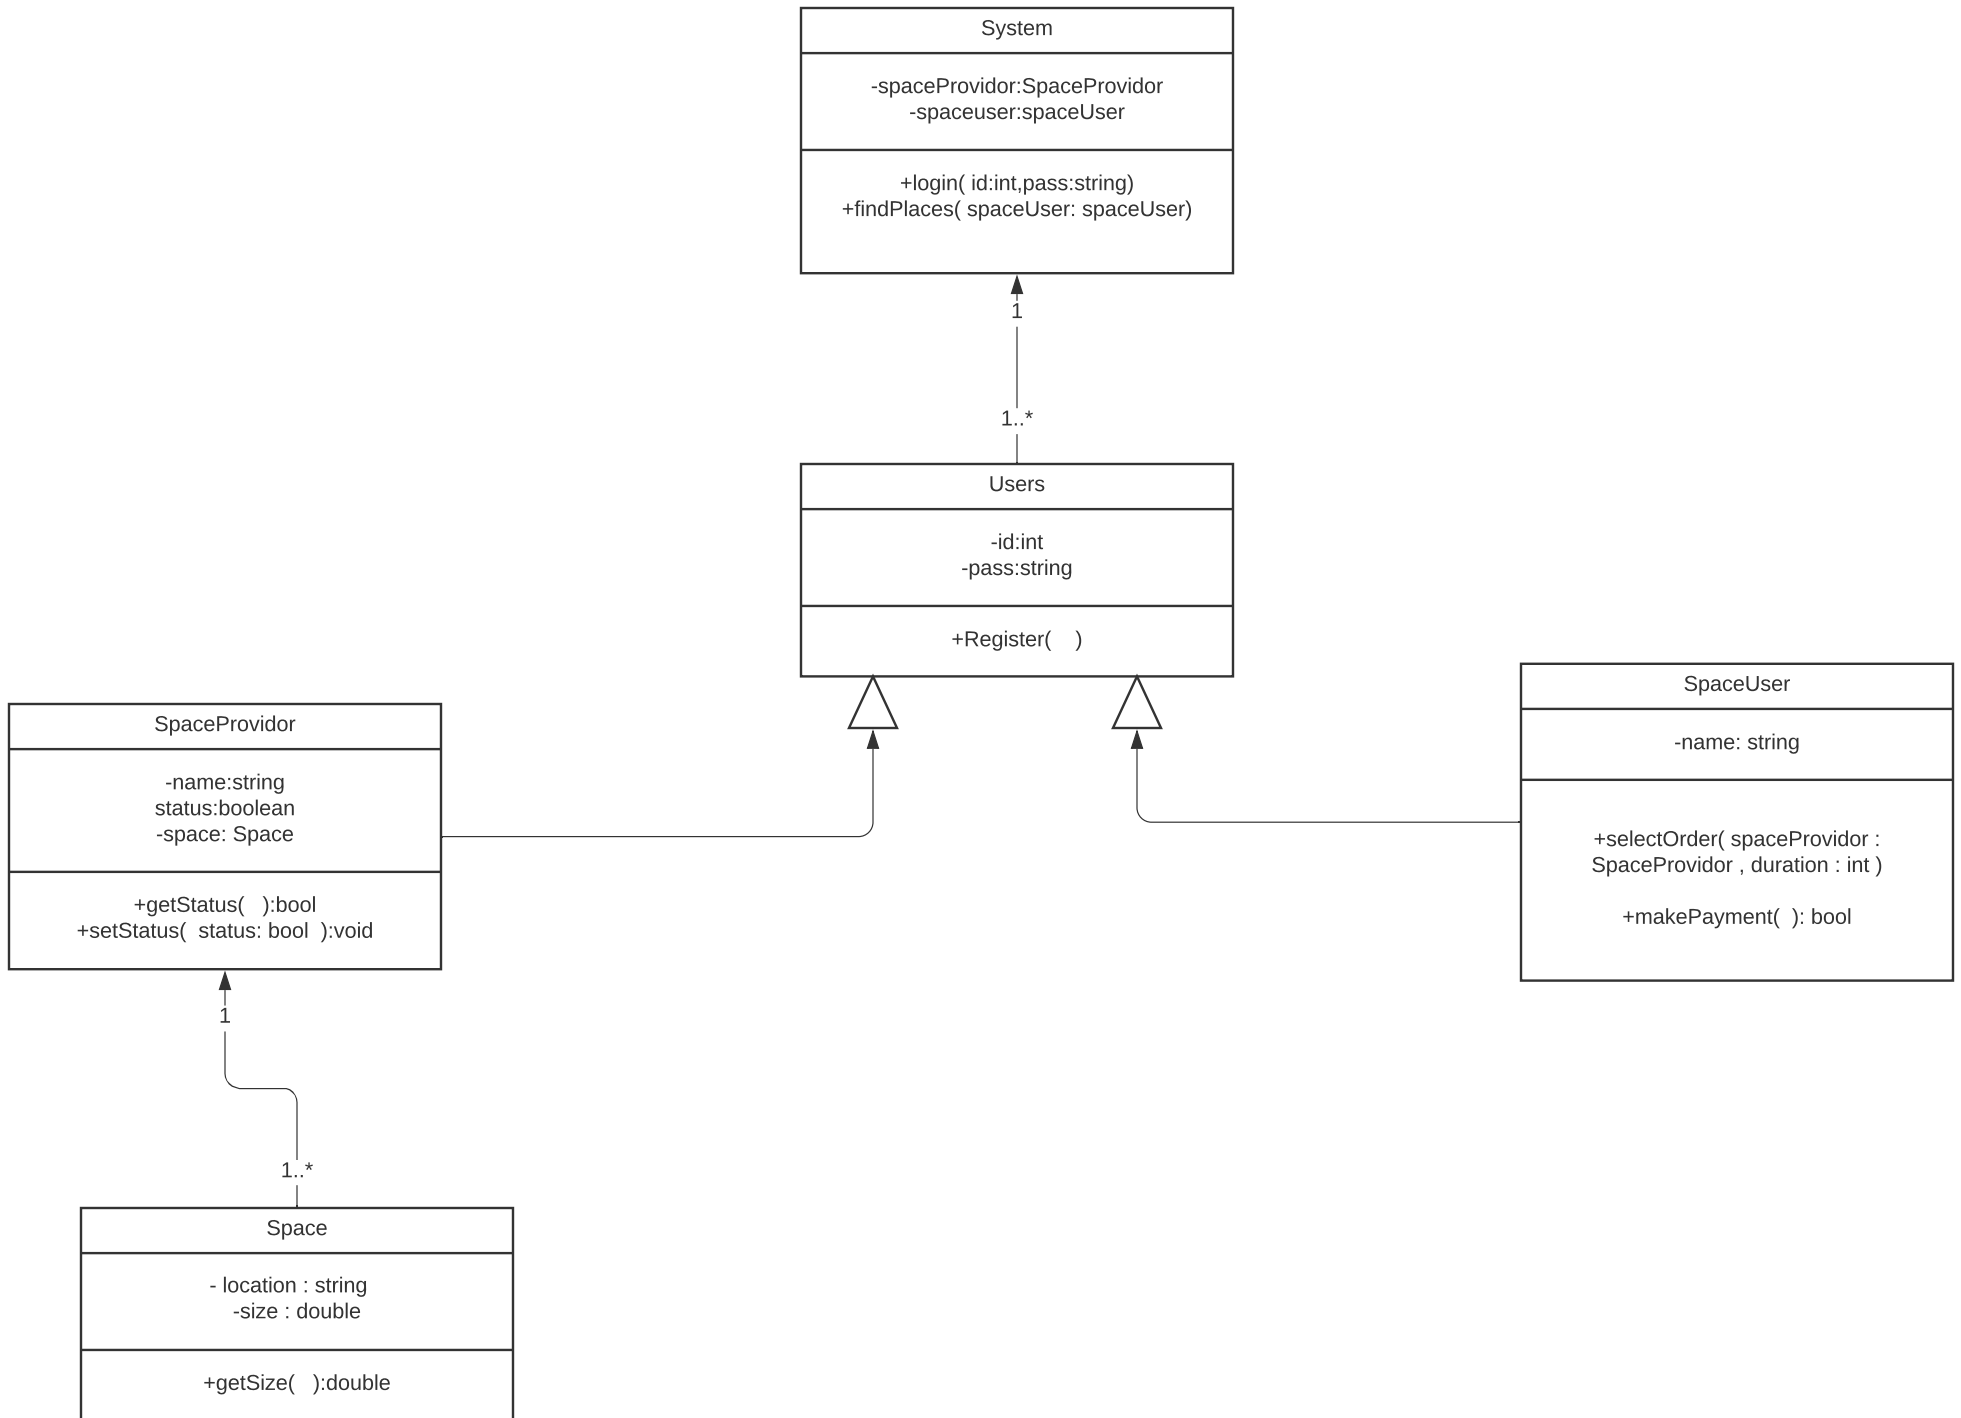 System
-spaceProvidor:SpaceProvidor
-spaceuser:spaceUser
+login( id:int,pass:string)
+findPlaces( spaceUser: spaceUser)
1
1..*
Users
-id:int
-pass:string
+Register(    )
SpaceProvidor
-name:string
status:boolean
-space: Space
+getStatus(   ):bool
+setStatus(  status: bool  ):void
SpaceUser
-name: string
+selectOrder( spaceProvidor :
SpaceProvidor , duration : int )
+makePayment(  ): bool
1
1..*
Space
- location : string
-size : double
+getSize(   ):double